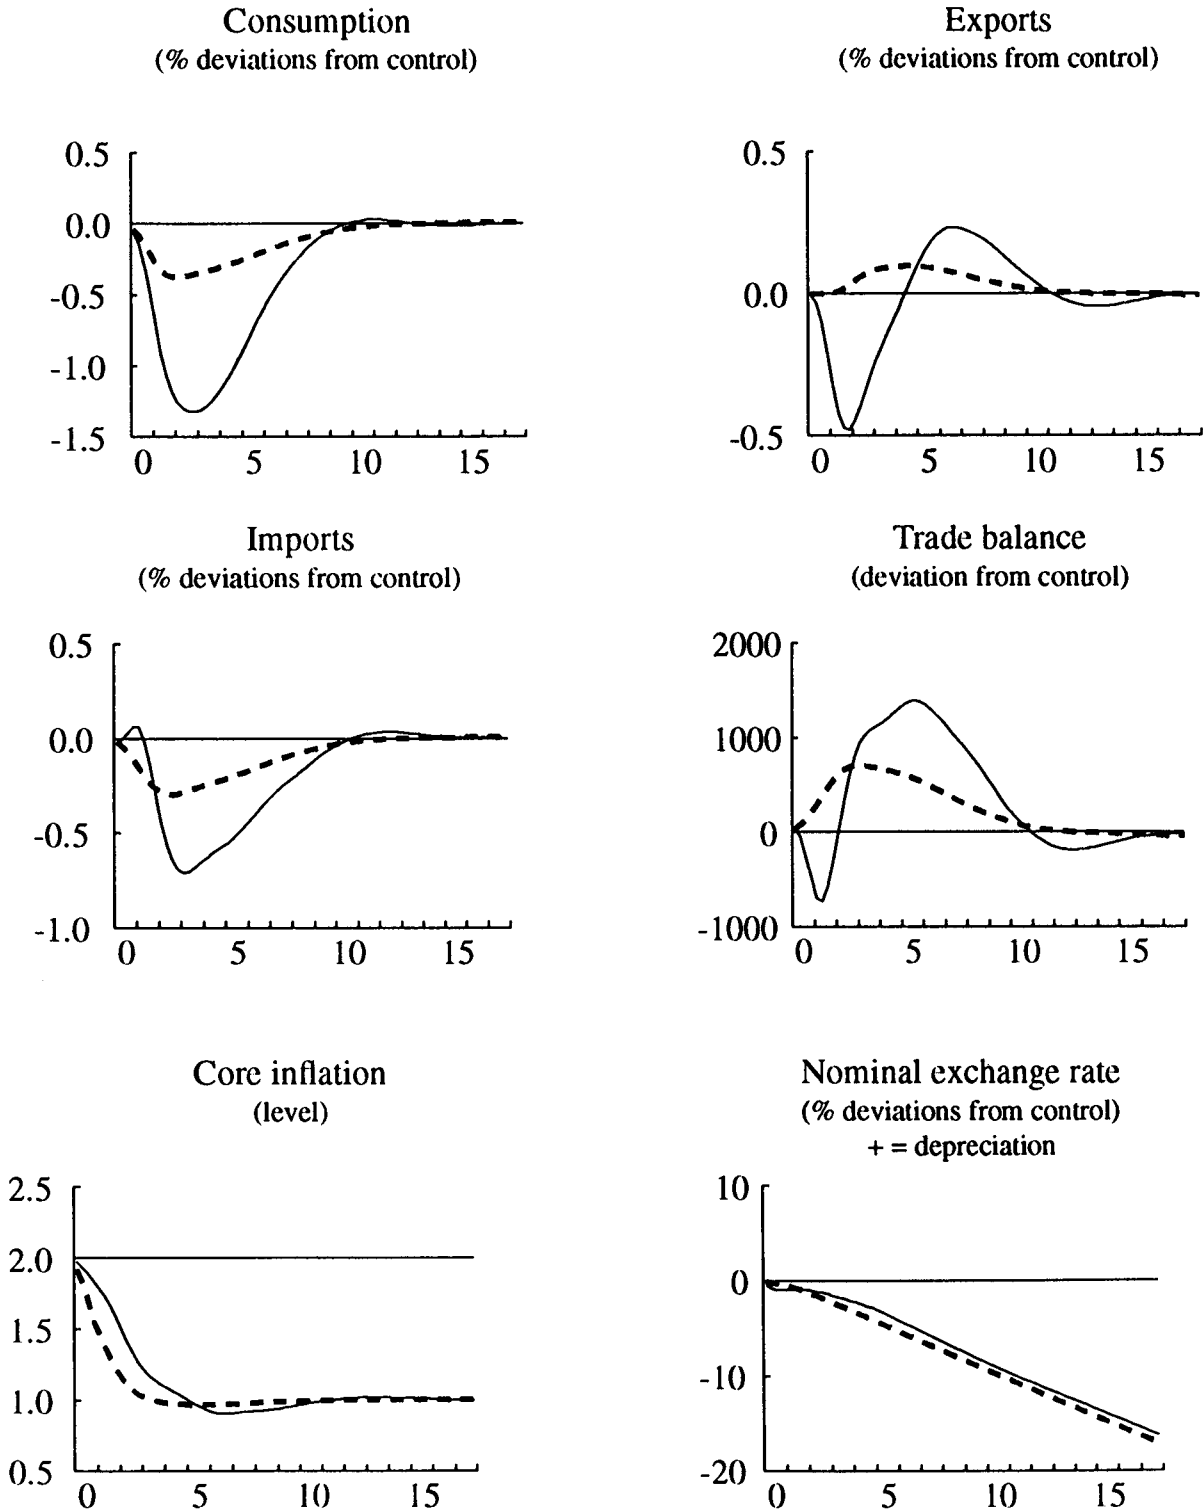 Consumption
(% deviations from control)
0.5
0.0
-0.5
-1.0
-1.5
0 5 10 15
Exports
(% deviations from control)
0.5
0.0
-0.5
0 5 10 15
Imports
(% deviations from control)
0.5
0.0
-0.5
-1.0
0 5 10 15
Trade balance
(deviation from control)
2000
1000
0
-1000
0 5 10 15
Core inflation
(level)
2.5
2.0
1.5
1.0
0.5
0 5 10 15
Nominal exchange rate
(% deviations from control)
+ = depreciation
10
0
-10
-20
0 5 10 15